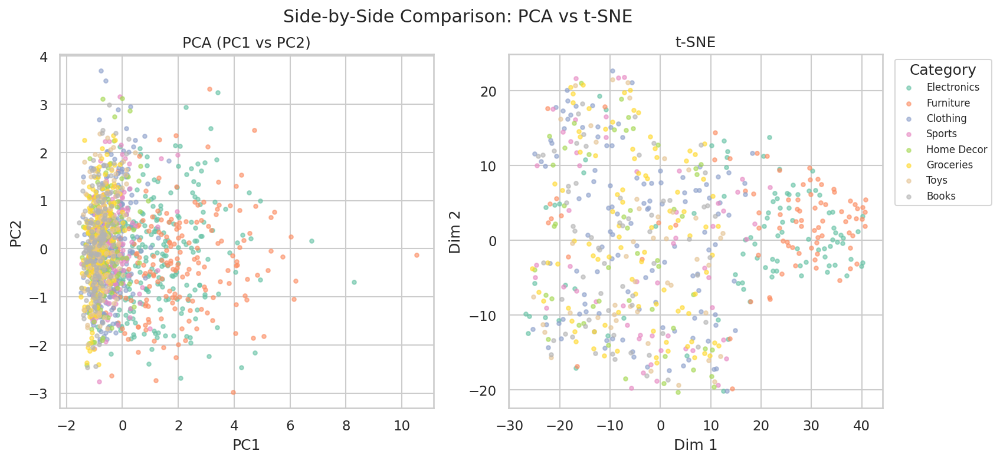 Side-by-Side Comparison: PCA vs t-SNE
PCA (PC1 vs PC2)
4
3
2
1
0
−1
−2
−3
PC2
−2
0
2
4
6
8
10
PC1
t-SNE
20
10
0
−10
−20
Dim 2
−30
−20
−10
0
10
20
30
40
Dim 1
Category
Electronics
Furniture
Clothing
Sports
Home Decor
Groceries
Toys
Books